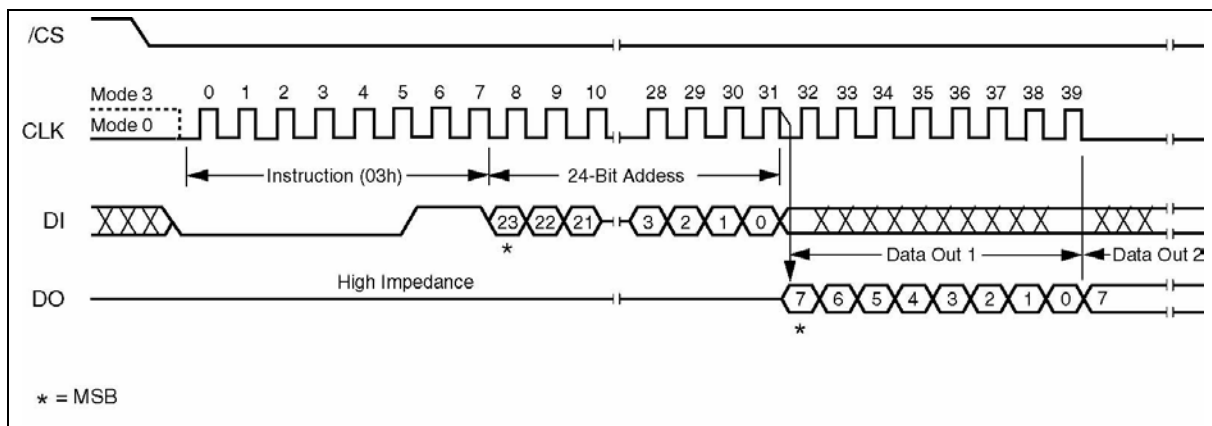 /CS
Mode 3
0 1 2 3 4 5 6 7 8 9 10 28 29 30 31 32 33 34 35 36 37 38 39
Mode 0
CLK
Instruction (03h) 24-Bit Addess
DI 23 22 21 3 2 1 0
* Data Out 1 Data Out 2
High Impedance
DO 7 6 5 4 3 2 1 0 7
*
* = MSB